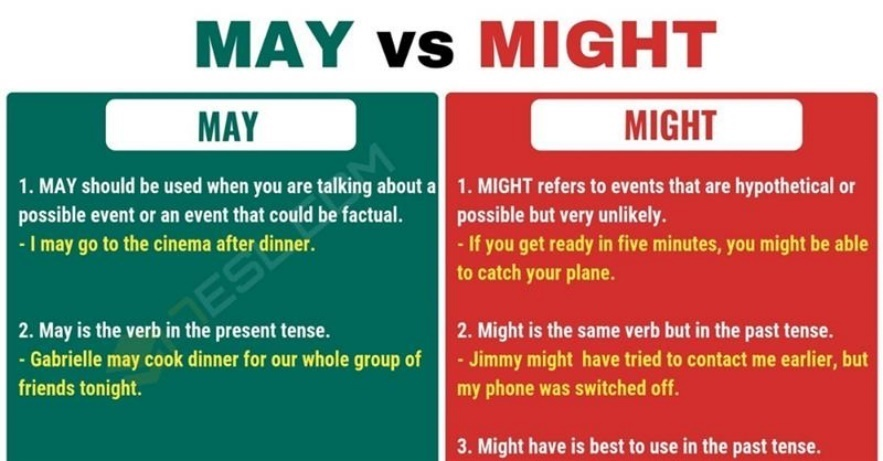 MAY vs MIGHT
MAY
1. MAY should be used when you are talking about a
possible event or an event that could be factual.
- I may go to the cinema after dinner.
2. May is the verb in the present tense.
- Gabrielle may cook dinner for our whole group of
friends tonight.
MIGHT
1. MIGHT refers to events that are hypothetical or
possible but very unlikely.
- If you get ready in five minutes, you might be able
to catch your plane.
2. Might is the same verb but in the past tense.
- Jimmy might  have tried to contact me earlier, but
my phone was switched off.
3. Might have is best to use in the past tense.
7ESL.COM